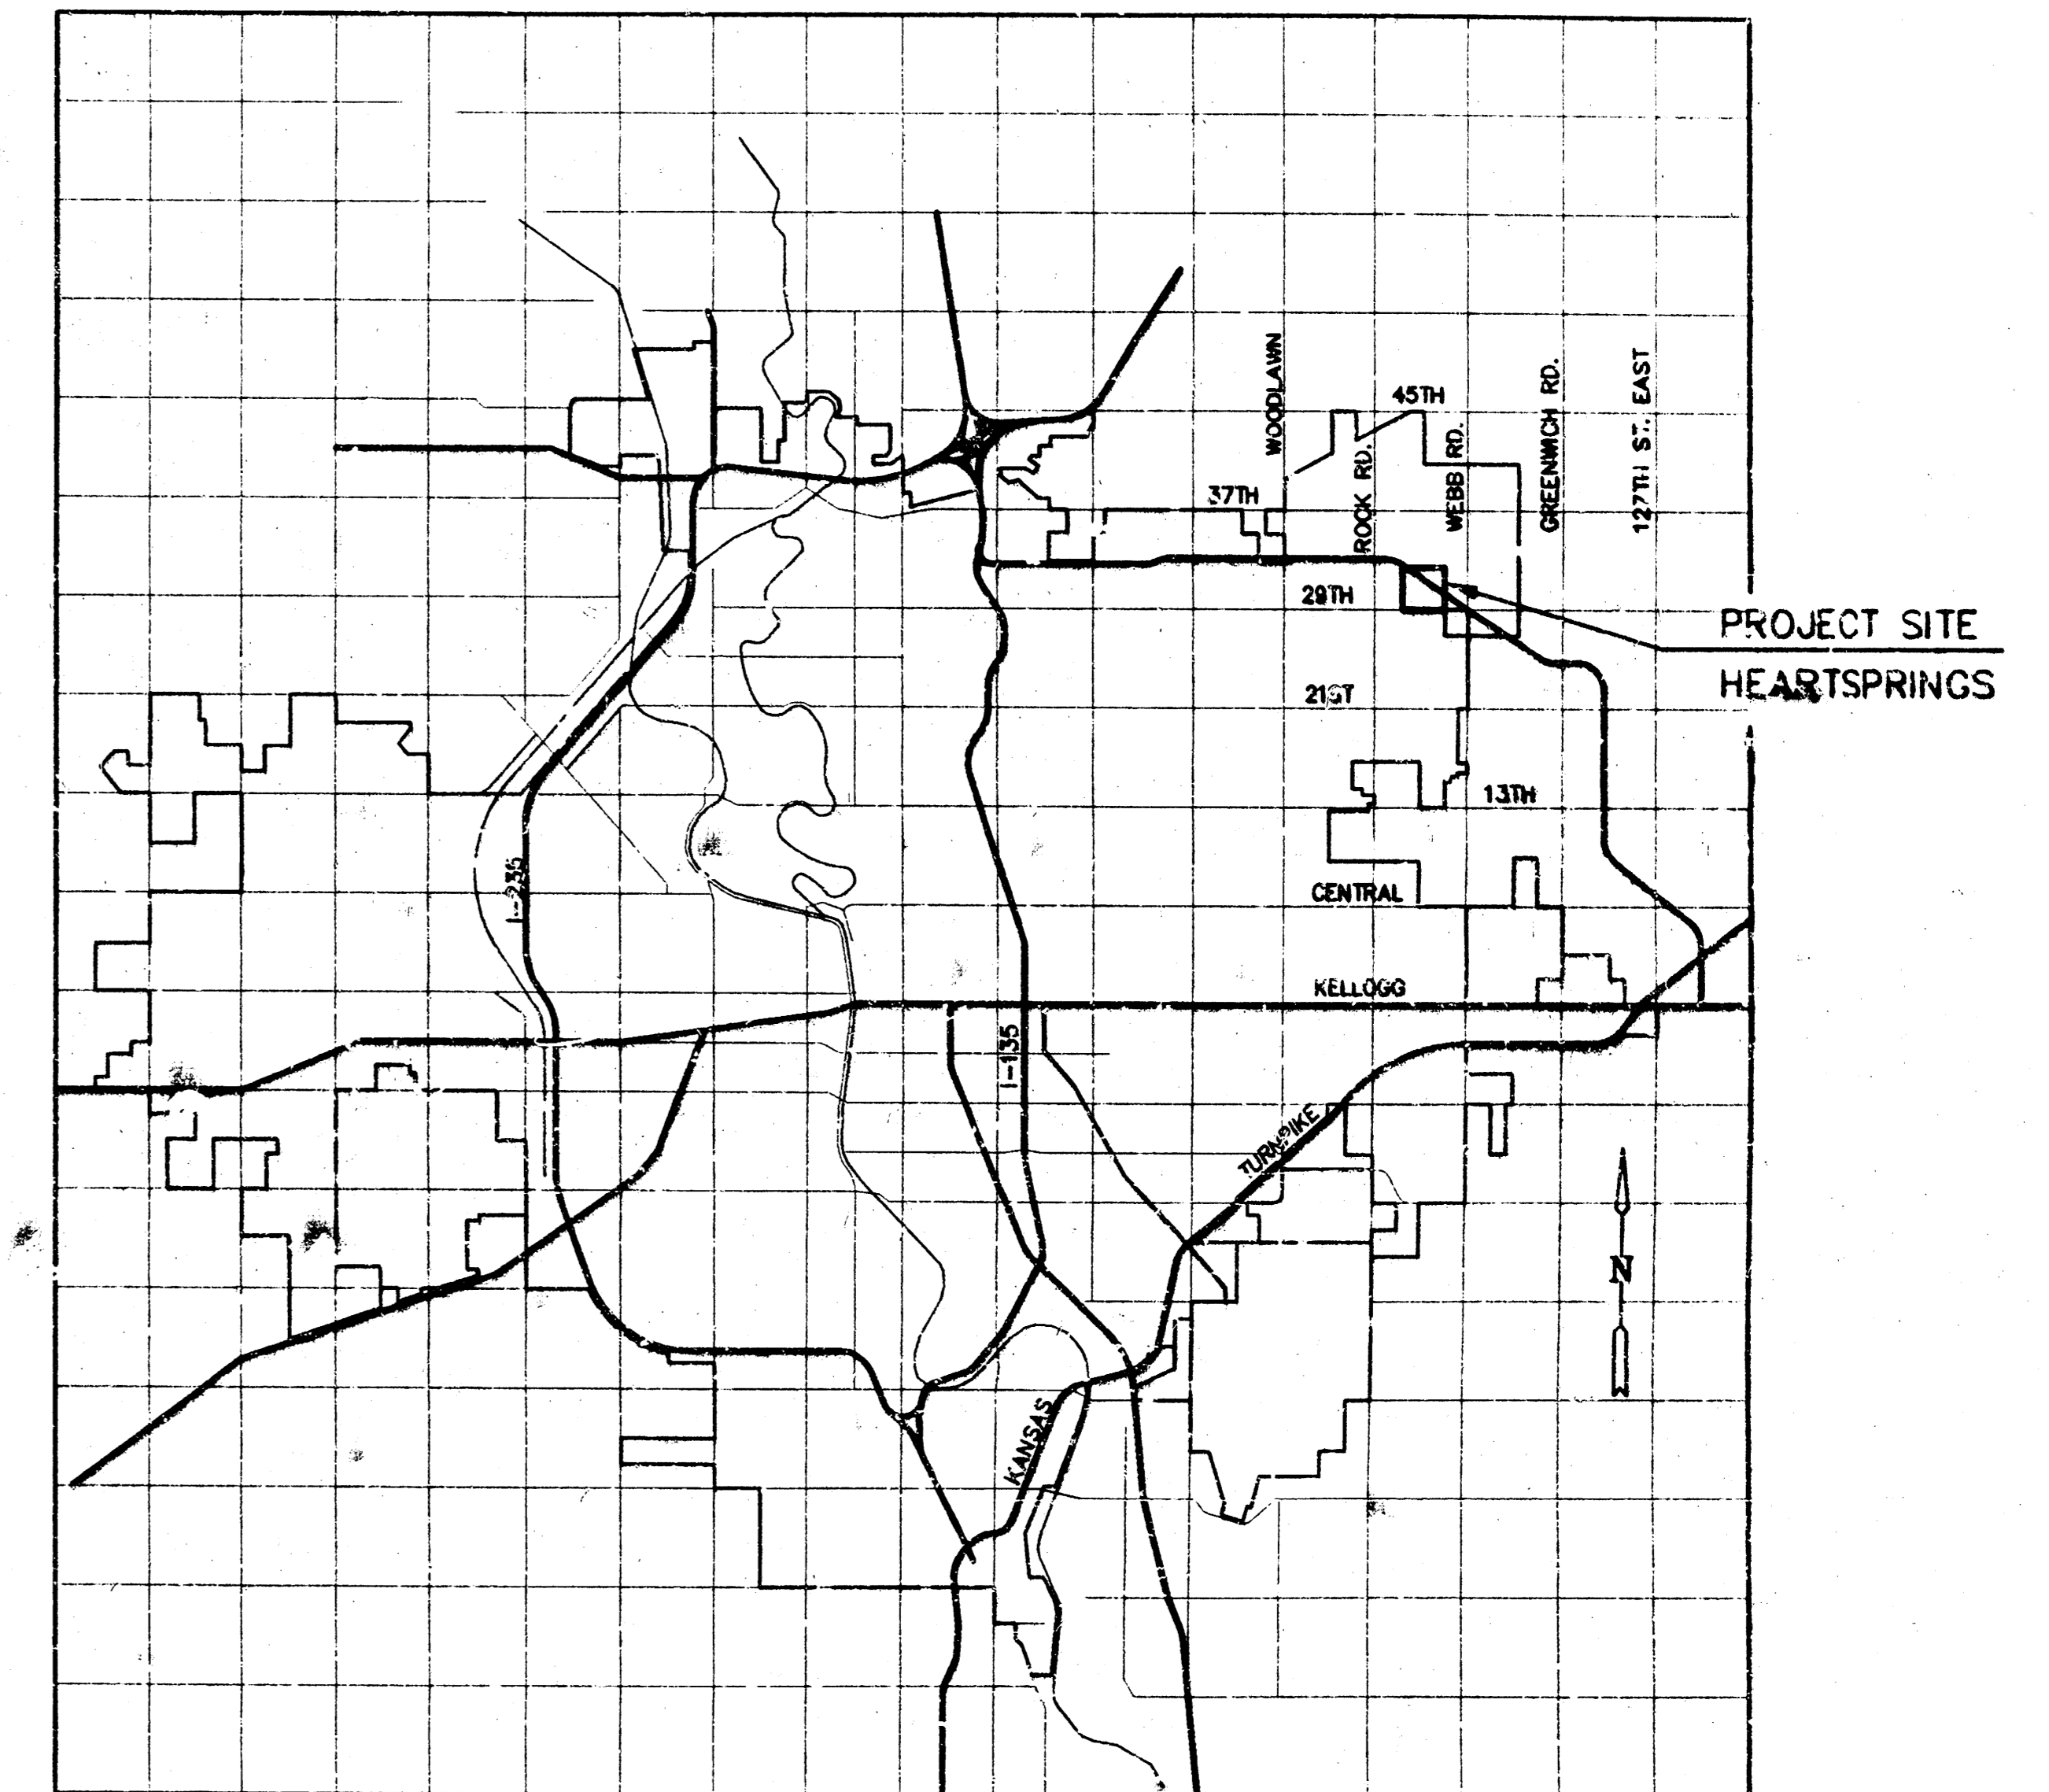 WOODLAWN
45TH
ROCK RD.
WEBB RD.
GREENWICH RD.
127TH ST. EAST
37TH
29TH
PROJECT SITE
HEARTSPRINGS
21ST
13TH
I-235
CENTRAL
KELLOGG
I-135
TURNPIKE
N
KANSAS